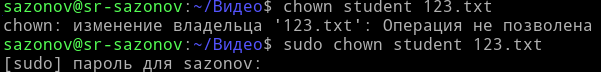 sazonov@sr-sazonov:~/Видео$ chown student 123.txt
chown: изменение владельца '123.txt': Операция не позволена
sazonov@sr-sazonov:~/Видео$ sudo chown student 123.txt
[sudo] пароль для sazonov: